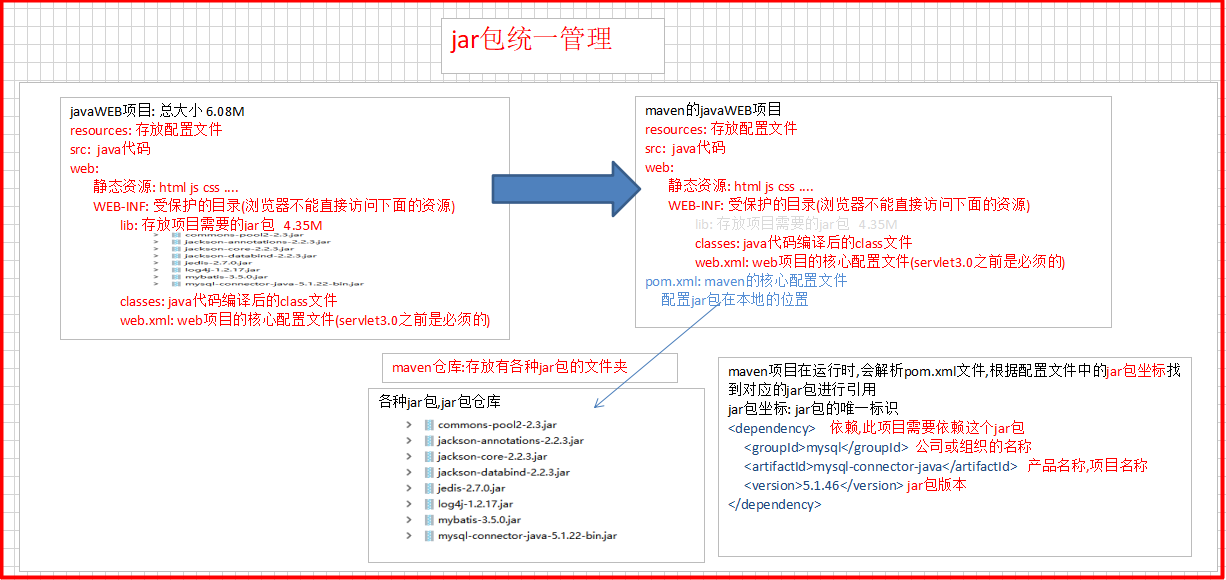 jar包统一管理
javaWEB项目: 总大小 6.08M
resources: 存放配置文件
src:  java代码
web:
静态资源: html js css ....
WEB-INF: 受保护的目录(浏览器不能直接访问下面的资源)
lib: 存放项目需要的jar包  4.35M
commons-pool2-2.3.jar
jackson-annotations-2.2.3.jar
jackson-core-2.2.3.jar
jackson-databind-2.2.3.jar
jedis-2.7.0.jar
log4j-1.2.17.jar
mybatis-3.5.0.jar
mysql-connector-java-5.1.22-bin.jar
classes: java代码编译后的class文件
web.xml: web项目的核心配置文件(servlet3.0之前是必须的)
maven的javaWEB项目
resources: 存放配置文件
src:  java代码
web:
静态资源: html js css ....
WEB-INF: 受保护的目录(浏览器不能直接访问下面的资源)
lib: 存放项目需要的jar包  4.35M
classes: java代码编译后的class文件
web.xml: web项目的核心配置文件(servlet3.0之前是必须的)
pom.xml: maven的核心配置文件
配置jar包在本地的位置
maven仓库:存放有各种jar包的文件夹
各种jar包,jar包仓库
commons-pool2-2.3.jar
jackson-annotations-2.2.3.jar
jackson-core-2.2.3.jar
jackson-databind-2.2.3.jar
jedis-2.7.0.jar
log4j-1.2.17.jar
mybatis-3.5.0.jar
mysql-connector-java-5.1.22-bin.jar
maven项目在运行时,会解析pom.xml文件,根据配置文件中的jar包坐标找
到对应的jar包进行引用
jar包坐标: jar包的唯一标识
<dependency>   依赖,此项目需要依赖这个jar包
<groupId>mysql</groupId>  公司或组织的名称
<artifactId>mysql-connector-java</artifactId>  产品名称,项目名称
<version>5.1.46</version> jar包版本
</dependency>